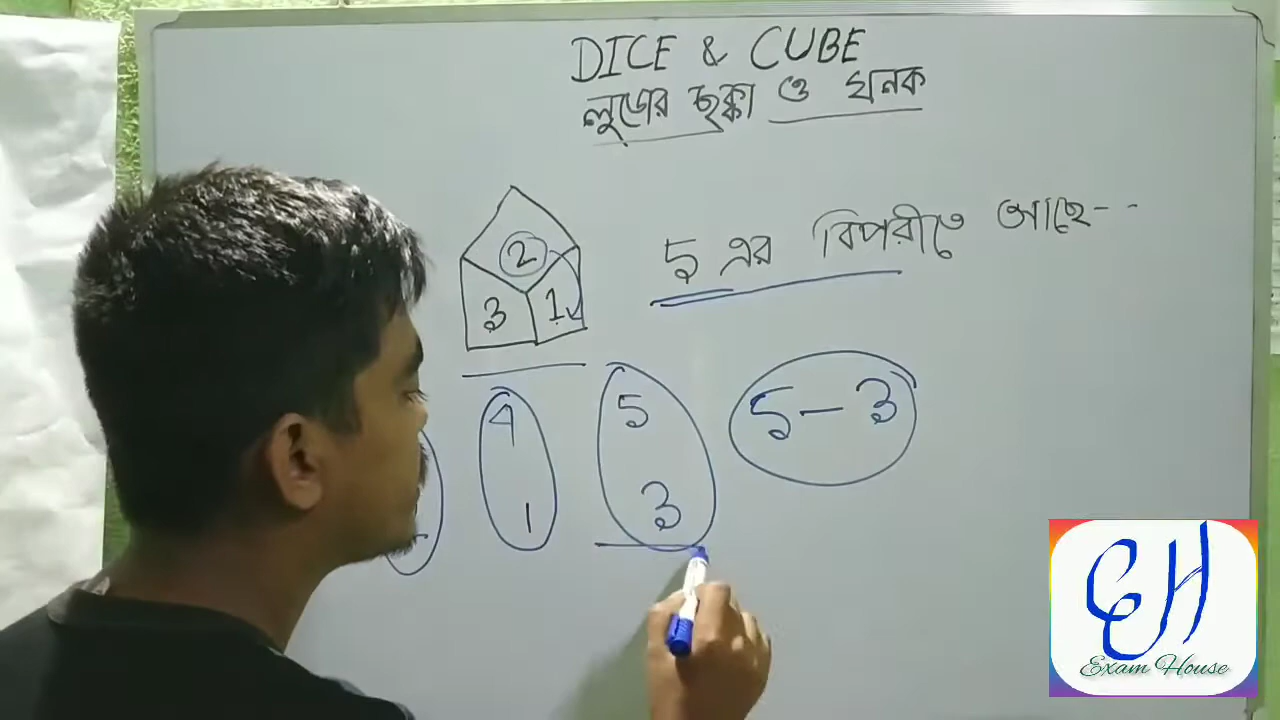 DICE & CUBE
লুডোর ছক্কা ও ঘনক
2
3 1
5 এর বিপরীতে আছে--
4
1
5
3
5-3
EH
Exam House